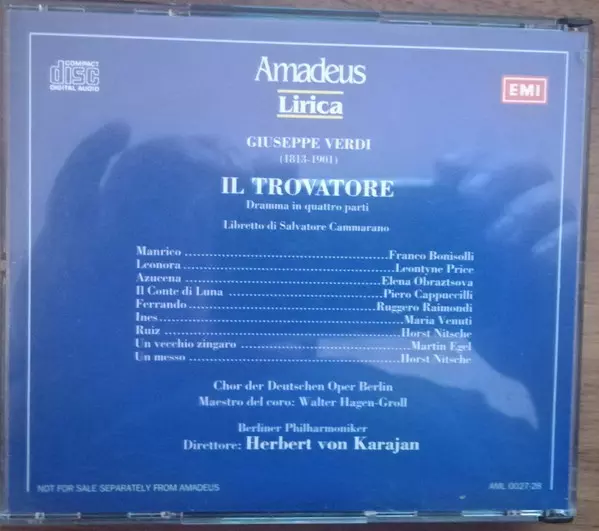 COMPACT
disc
DIGITAL AUDIO
Amadeus
Lirica
EMI
GIUSEPPE VERDI
(1813-1901)
IL TROVATORE
Dramma in quattro parti
Libretto di Salvatore Cammarano
Manrico ........ Franco Bonisolli
Leonora ........ Leontyne Price
Azucena ........ Elena Obraztsova
Il Conte di Luna ........ Piero Cappuccilli
Ferrando ........ Ruggero Raimondi
Ines ........ Maria Venuti
Ruiz ........ Horst Nitsche
Un vecchio zingaro ........ Martin Egel
Un messo ........ Horst Nitsche
Chor der Deutschen Oper Berlin
Maestro del coro: Walter Hagen-Groll
Berliner Philharmoniker
Direttore: Herbert von Karajan
NOT FOR SALE SEPARATELY FROM AMADEUS
AML 0027-28